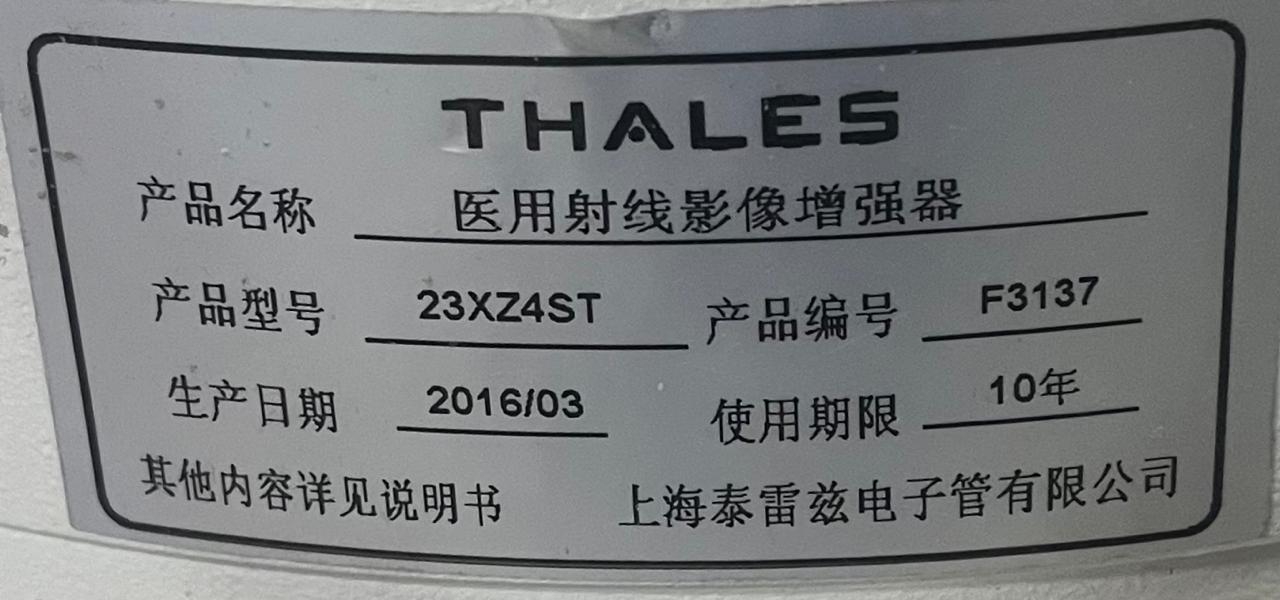 THALES
产品名称 医用射线影像增强器
产品型号 23XZ4ST 产品编号 F3137
生产日期 2016/03 使用期限 10年
其他内容详见说明书 上海泰雷兹电子管有限公司